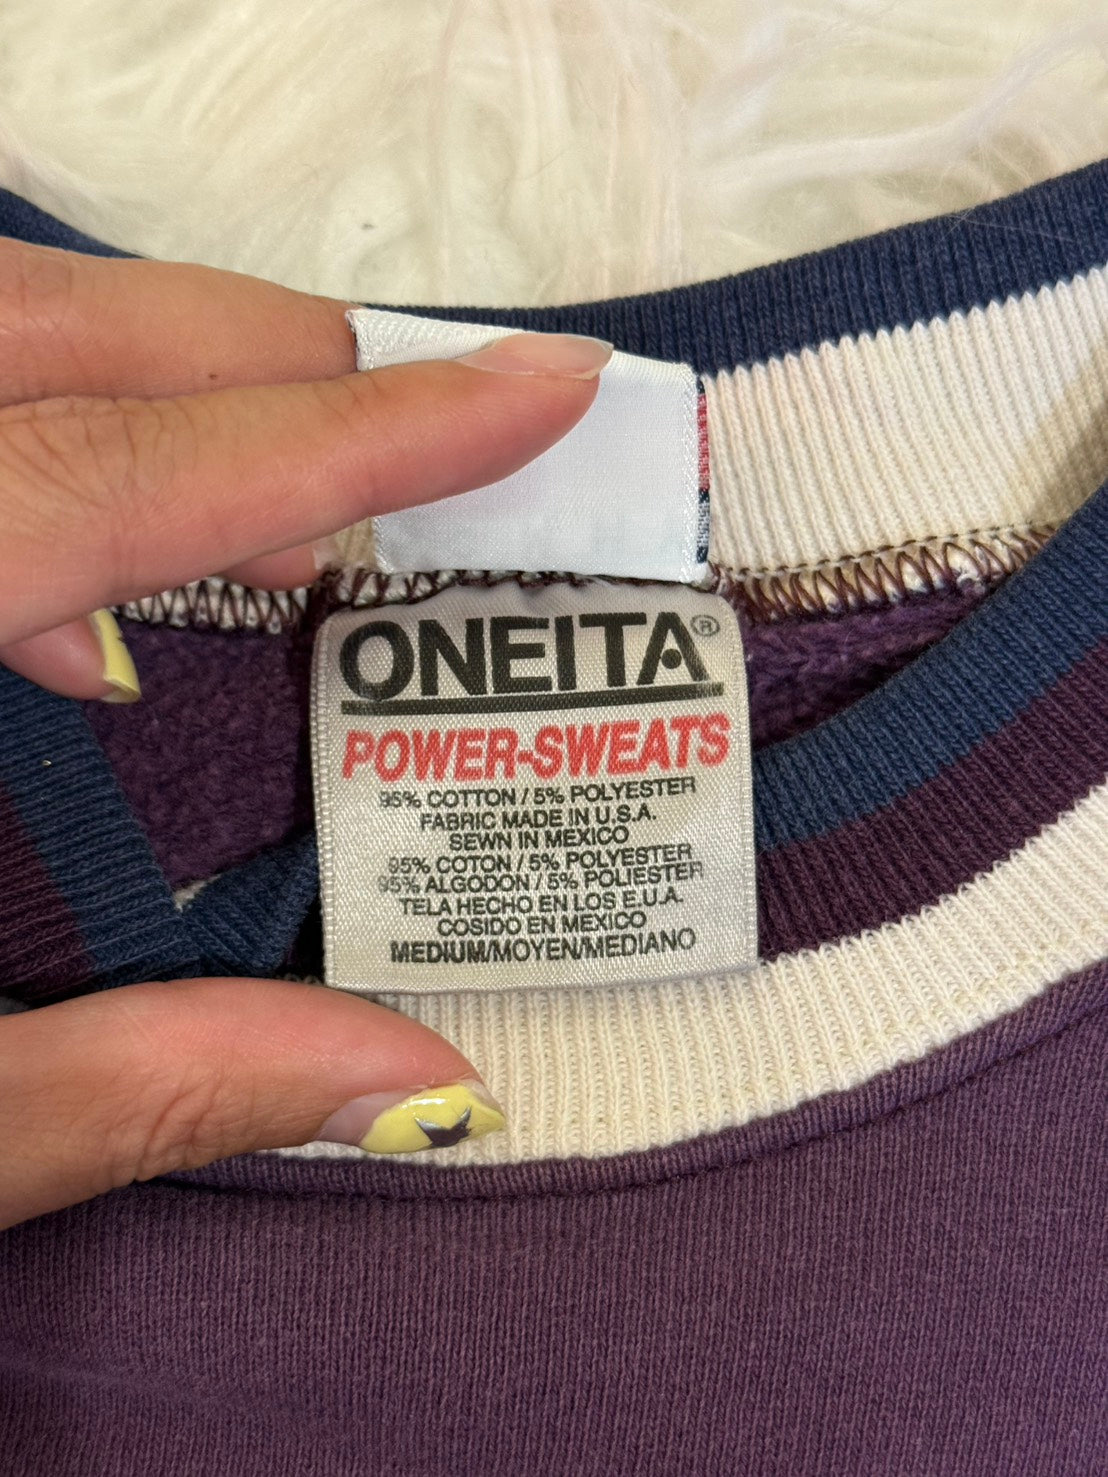 ONEITA®
POWER-SWEATS
95% COTTON / 5% POLYESTER
FABRIC MADE IN U.S.A.
SEWN IN MEXICO
95% COTON / 5% POLYESTER
95% ALGODON / 5% POLIESTER
TELA HECHO EN LOS E.U.A.
COSIDO EN MEXICO
MEDIUM/MOYEN/MEDIANO